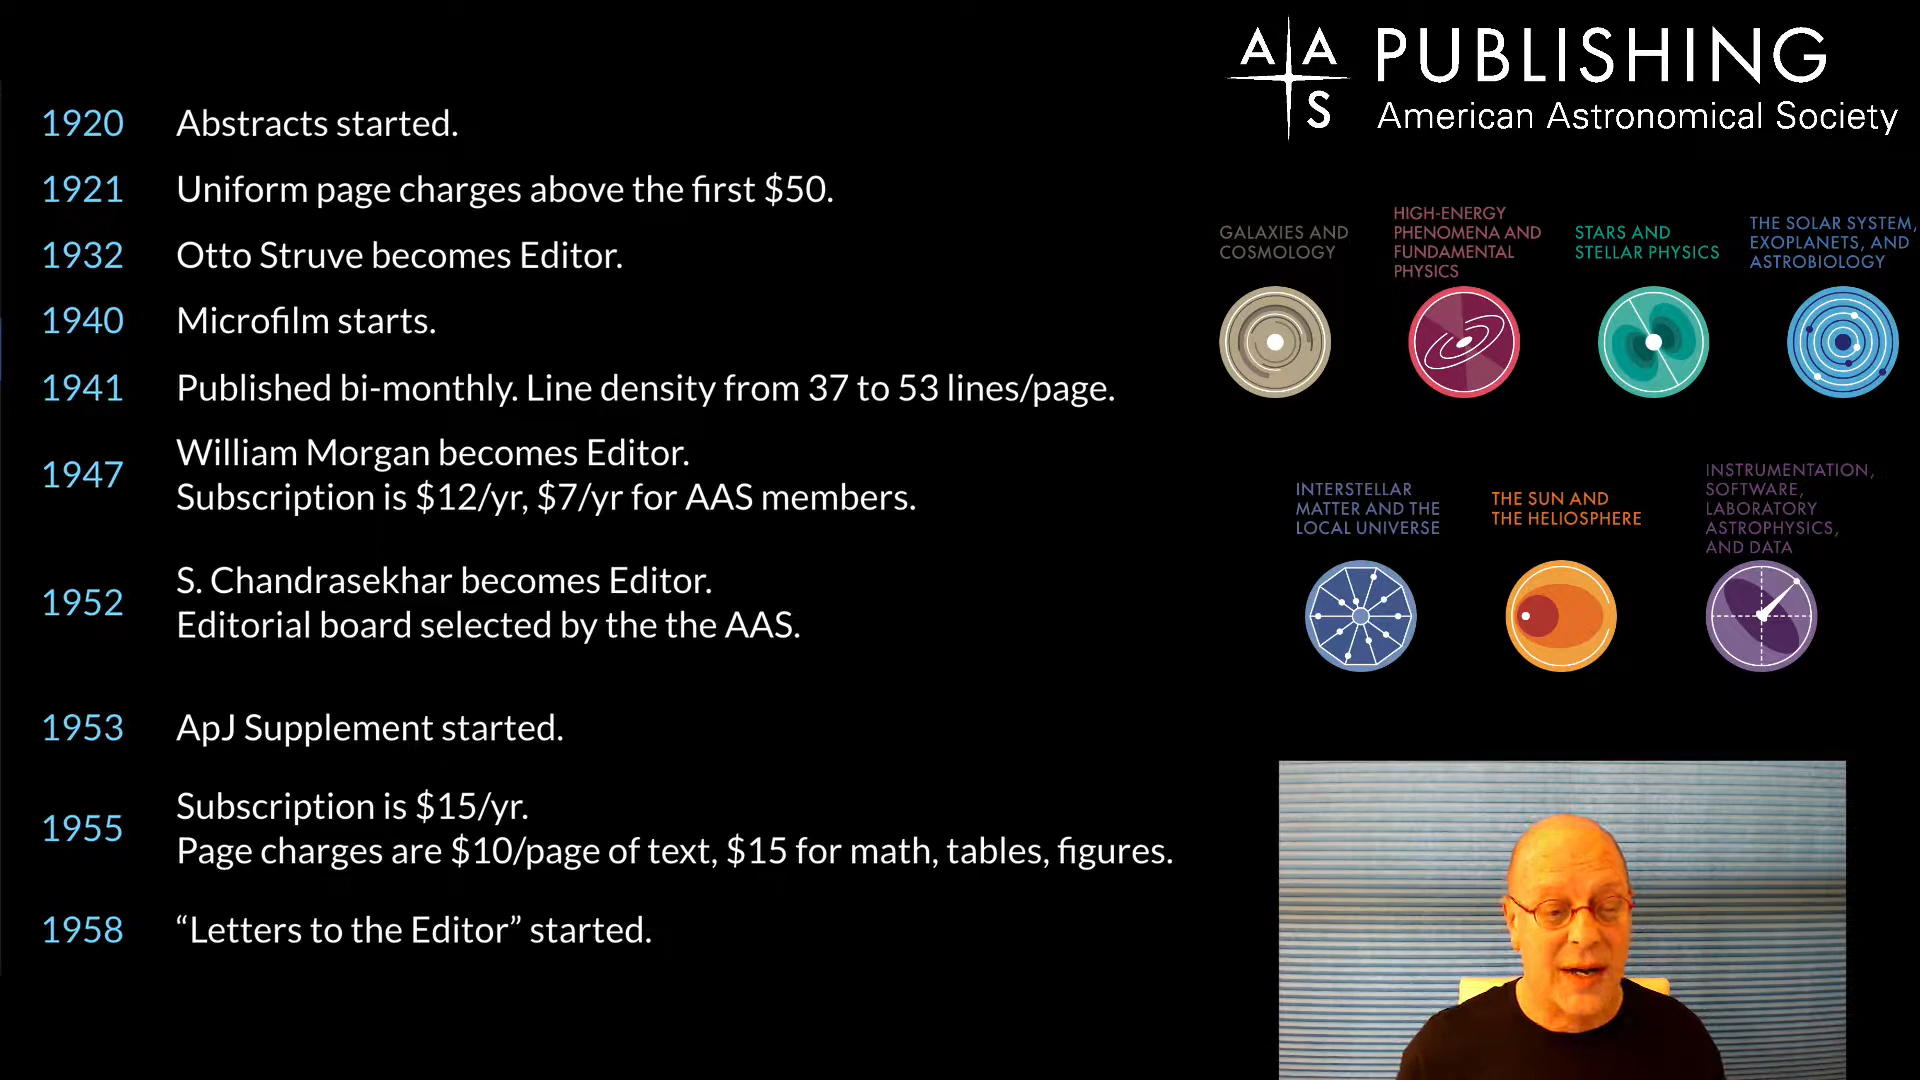 A A
S
PUBLISHING
American Astronomical Society
1920 Abstracts started.
1921 Uniform page charges above the first $50.
1932 Otto Struve becomes Editor.
1940 Microfilm starts.
1941 Published bi-monthly. Line density from 37 to 53 lines/page.
1947 William Morgan becomes Editor.
Subscription is $12/yr, $7/yr for AAS members.
1952 S. Chandrasekhar becomes Editor.
Editorial board selected by the the AAS.
1953 ApJ Supplement started.
1955 Subscription is $15/yr.
Page charges are $10/page of text, $15 for math, tables, figures.
1958 “Letters to the Editor” started.
GALAXIES AND
COSMOLOGY
HIGH-ENERGY
PHENOMENA AND
FUNDAMENTAL
PHYSICS
STARS AND
STELLAR PHYSICS
THE SOLAR SYSTEM,
EXOPLANETS, AND
ASTROBIOLOGY
INTERSTELLAR
MATTER AND THE
LOCAL UNIVERSE
THE SUN AND
THE HELIOSPHERE
INSTRUMENTATION,
SOFTWARE,
LABORATORY
ASTROPHYSICS,
AND DATA